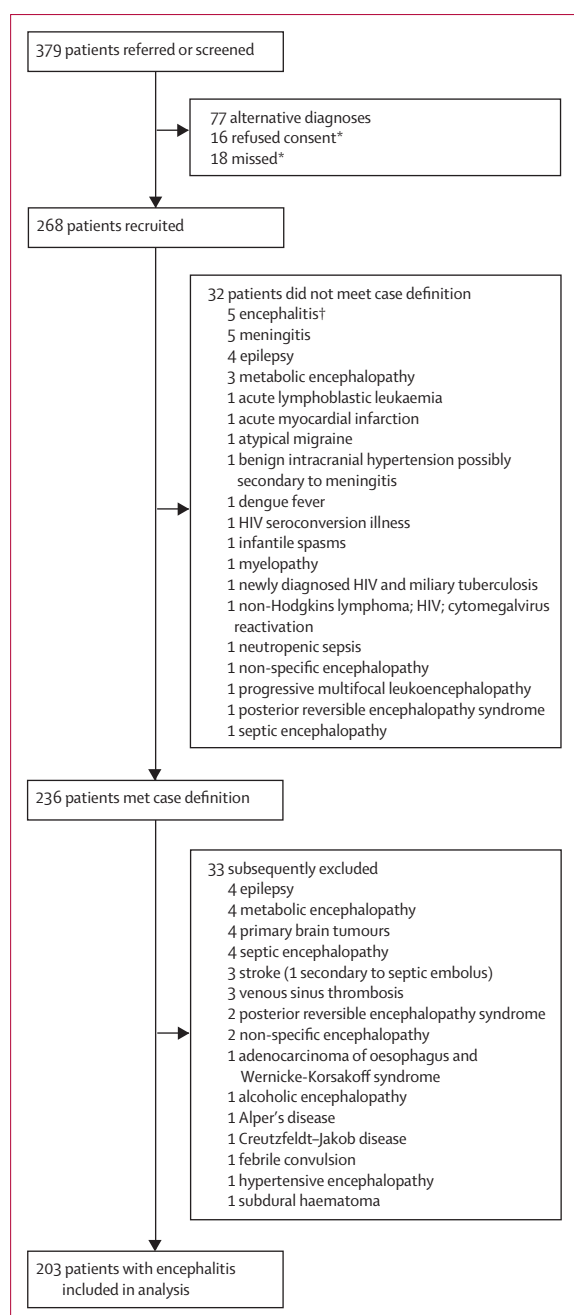 379 patients referred or screened
77 alternative diagnoses
16 refused consent*
18 missed*
268 patients recruited
32 patients did not meet case definition
5 encephalitis†
5 meningitis
4 epilepsy
3 metabolic encephalopathy
1 acute lymphoblastic leukaemia
1 acute myocardial infarction
1 atypical migraine
1 benign intracranial hypertension possibly
secondary to meningitis
1 dengue fever
1 HIV seroconversion illness
1 infantile spasms
1 myelopathy
1 newly diagnosed HIV and miliary tuberculosis
1 non-Hodgkins lymphoma; HIV; cytomegalvirus
reactivation
1 neutropenic sepsis
1 non-specific encephalopathy
1 progressive multifocal leukoencephalopathy
1 posterior reversible encephalopathy syndrome
1 septic encephalopathy
236 patients met case definition
33 subsequently excluded
4 epilepsy
4 metabolic encephalopathy
4 primary brain tumours
4 septic encephalopathy
3 stroke (1 secondary to septic embolus)
3 venous sinus thrombosis
2 posterior reversible encephalopathy syndrome
2 non-specific encephalopathy
1 adenocarcinoma of oesophagus and
Wernicke-Korsakoff syndrome
1 alcoholic encephalopathy
1 Alper's disease
1 Creutzfeldt–Jakob disease
1 febrile convulsion
1 hypertensive encephalopathy
1 subdural haematoma
203 patients with encephalitis
included in analysis